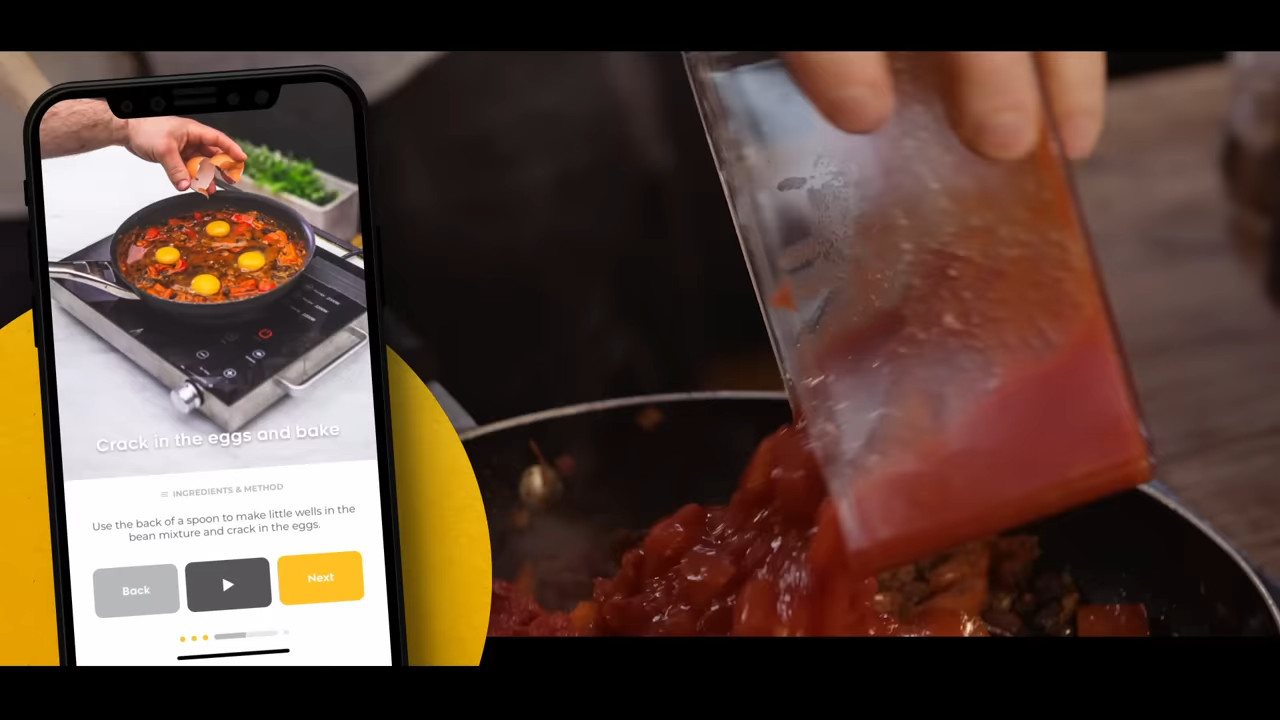 Crack in the eggs and bake
INGREDIENTS & METHOD
Use the back of a spoon to make little wells in the
bean mixture and crack in the eggs.
Back
Next